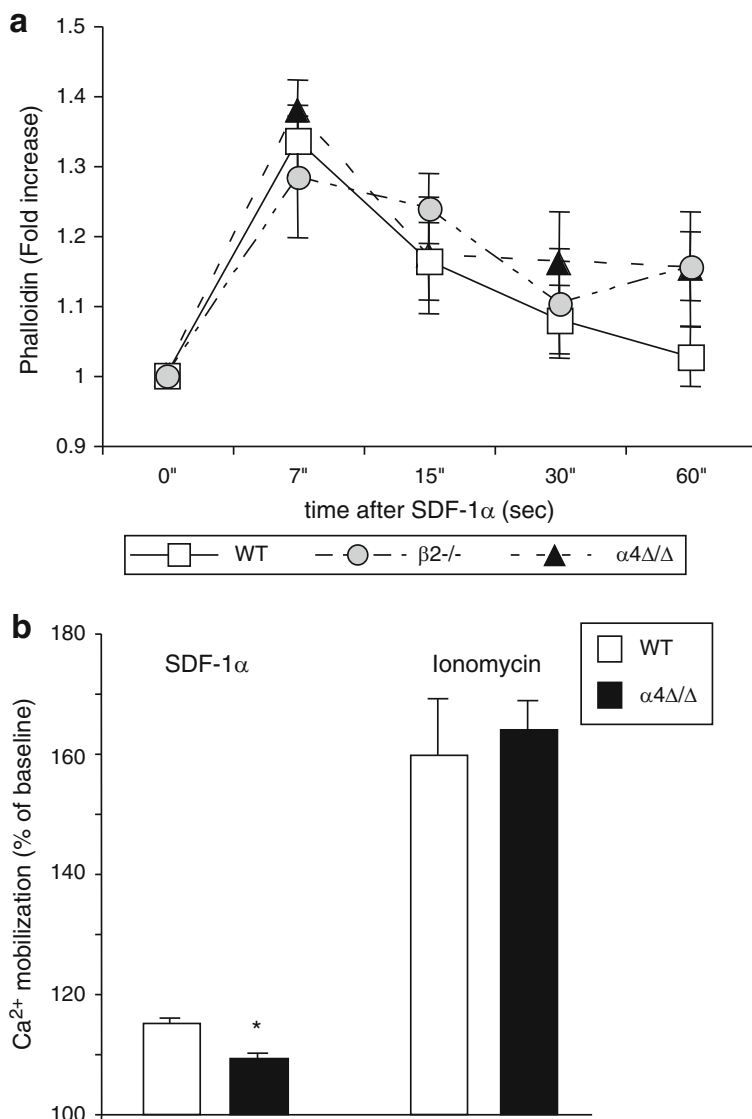 a
1.5
1.4
1.3
1.2
1.1
1
0.9
Phalloidin (Fold increase)
0" 7" 15" 30" 60"
time after SDF-1α (sec)
WT β2-/- α4Δ/Δ
b
180
160
140
120
100
Ca²⁺ mobilization (% of baseline)
SDF-1α Ionomycin
WT
α4Δ/Δ
*